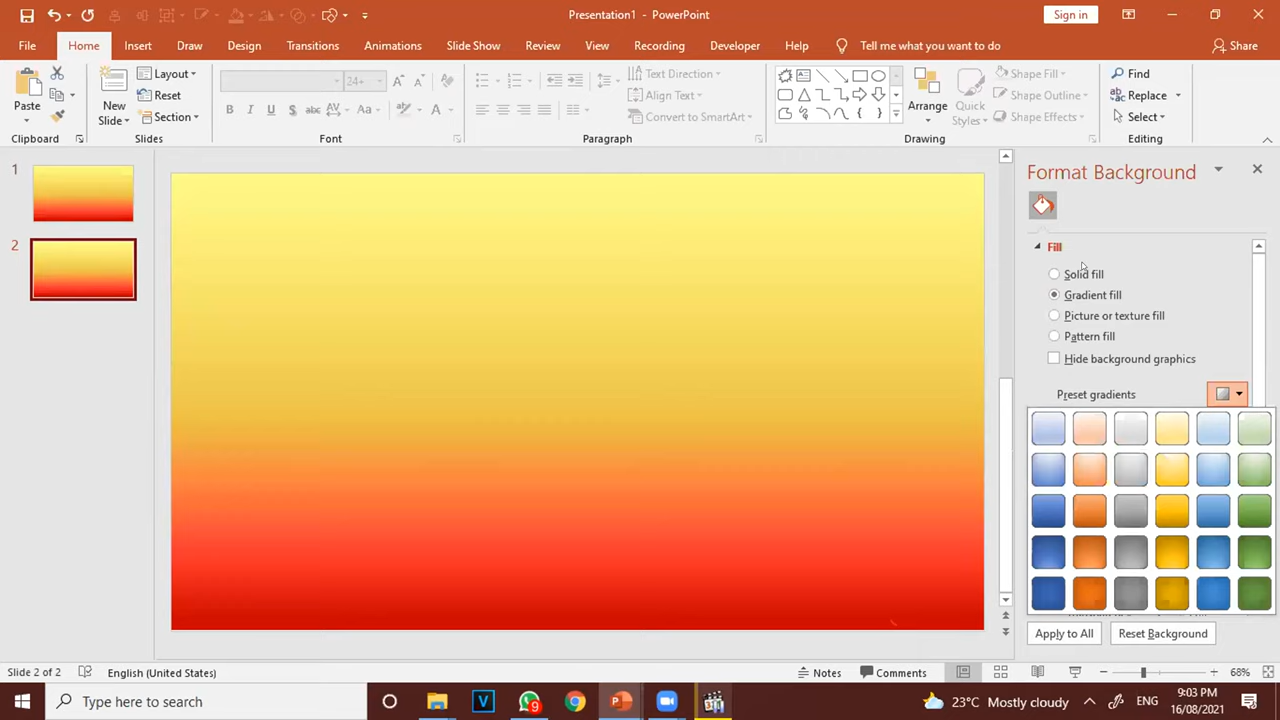 Presentation1 - PowerPoint
Sign in
File
Home
Insert
Draw
Design
Transitions
Animations
Slide Show
Review
View
Recording
Developer
Help
Tell me what you want to do
Share
Paste
Clipboard
New
Slide
Layout
Reset
Section
Slides
24
Font
Text Direction
Align Text
Convert to SmartArt
Paragraph
Arrange
Quick
Styles
Shape Fill
Shape Outline
Shape Effects
Drawing
Find
Replace
Select
Editing
1
2
Format Background
Fill
Solid fill
Gradient fill
Picture or texture fill
Pattern fill
Hide background graphics
Preset gradients
Apply to All
Reset Background
Slide 2 of 2
English (United States)
Notes
Comments
68%
Type here to search
9
23°C Mostly cloudy
ENG
9:03 PM
16/08/2021